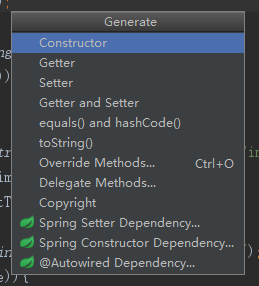 Generate
Constructor
Getter
Setter
Getter and Setter
equals() and hashCode()
toString()
Override Methods... Ctrl+O
Delegate Methods...
Copyright
Spring Setter Dependency...
Spring Constructor Dependency...
@Autowired Dependency...